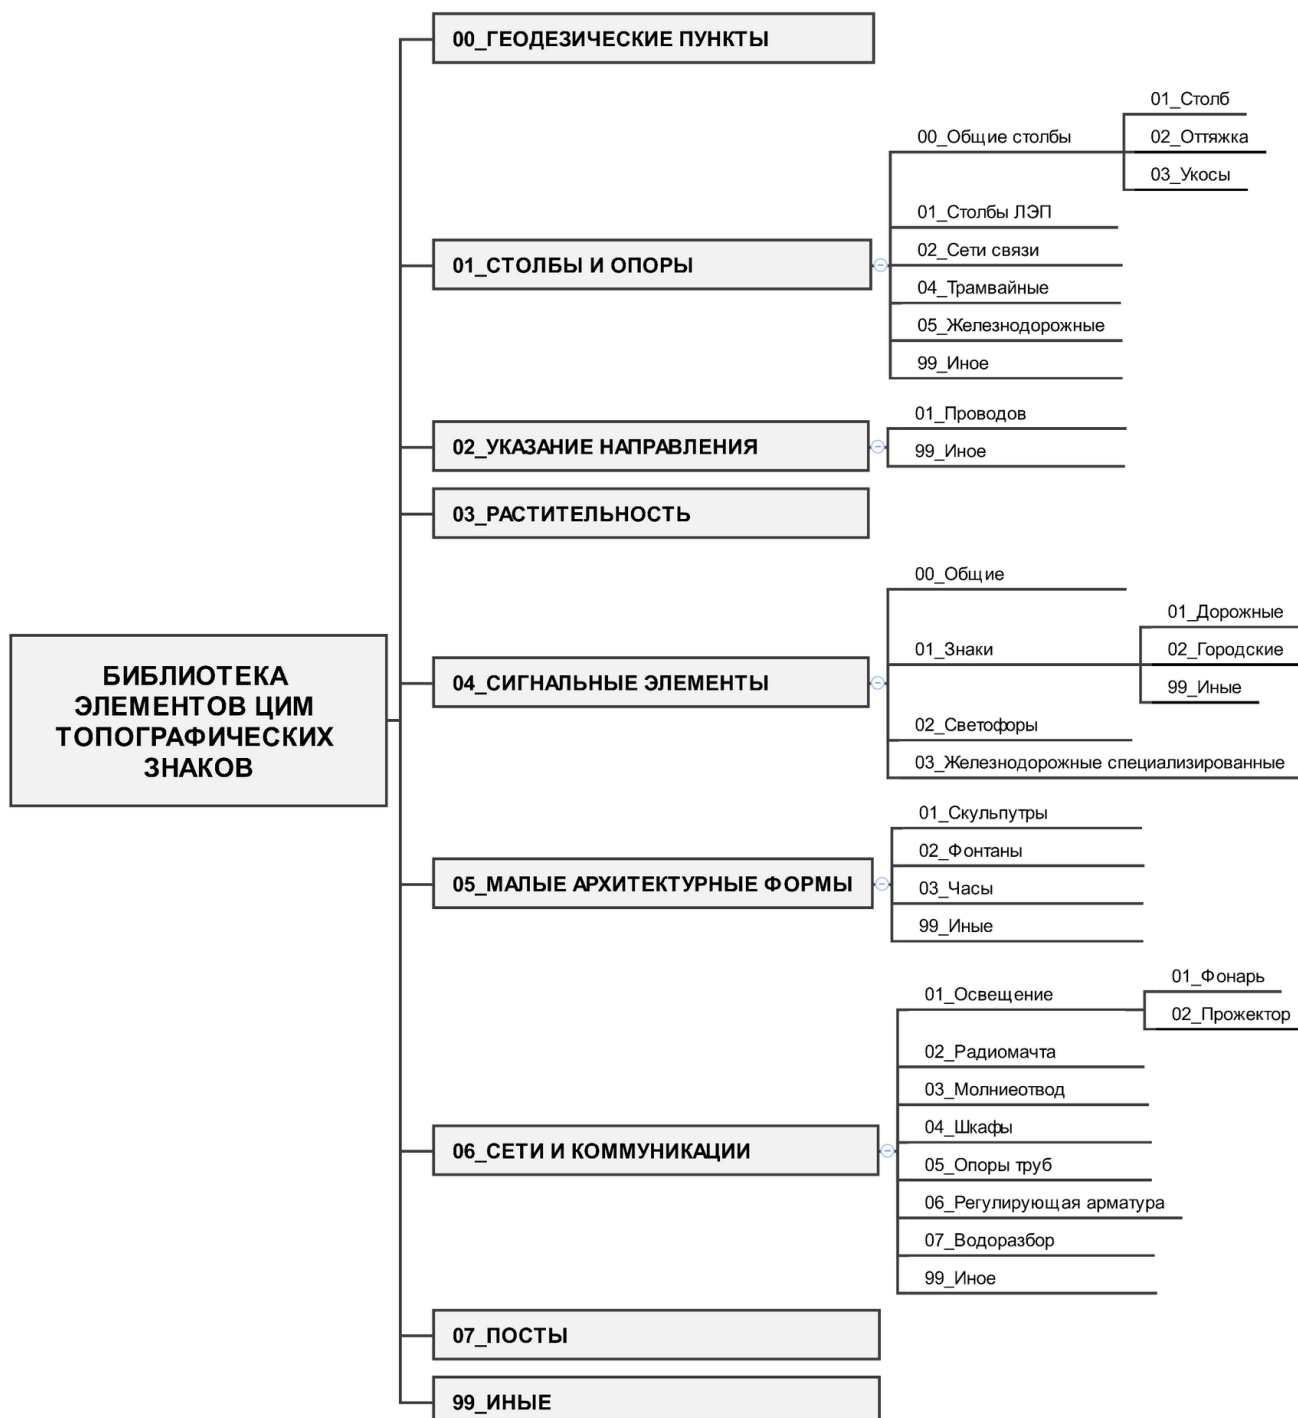 БИБЛИОТЕКА
ЭЛЕМЕНТОВ ЦИМ
ТОПОГРАФИЧЕСКИХ
ЗНАКОВ
00_ГЕОДЕЗИЧЕСКИЕ ПУНКТЫ
01_СТОЛБЫ И ОПОРЫ
00_Общие столбы
01_Столб
02_Оттяжка
03_Укосы
01_Столбы ЛЭП
02_Сети связи
04_Трамвайные
05_Железнодорожные
99_Иное
02_УКАЗАНИЕ НАПРАВЛЕНИЯ
01_Проводов
99_Иное
03_РАСТИТЕЛЬНОСТЬ
04_СИГНАЛЬНЫЕ ЭЛЕМЕНТЫ
00_Общие
01_Знаки
01_Дорожные
02_Городские
99_Иные
02_Светофоры
03_Железнодорожные специализированные
05_МАЛЫЕ АРХИТЕКТУРНЫЕ ФОРМЫ
01_Скульпутры
02_Фонтаны
03_Часы
99_Иные
06_СЕТИ И КОММУНИКАЦИИ
01_Освещение
01_Фонарь
02_Прожектор
02_Радиомачта
03_Молниеотвод
04_Шкафы
05_Опоры труб
06_Регулирующая арматура
07_Водоразбор
99_Иное
07_ПОСТЫ
99_ИНЫЕ